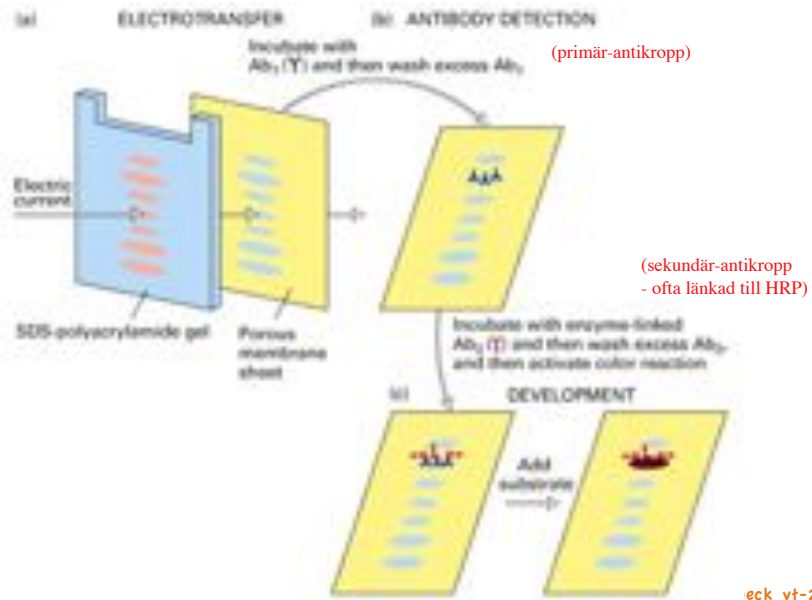 (a) ELECTROTRANSFER
(b) ANTIBODY DETECTION
Incubate with
Ab₁ (Y) and then wash excess Ab₁
(primär-antikropp)
Electric
current
SDS-polyacrylamide gel
Porous
membrane
sheet
(sekundär-antikropp
- ofta länkad till HRP)
Incubate with enzyme-linked
Ab₂ (Y) and then wash excess Ab₂,
and then activate color reaction
(c) DEVELOPMENT
Add
substrate